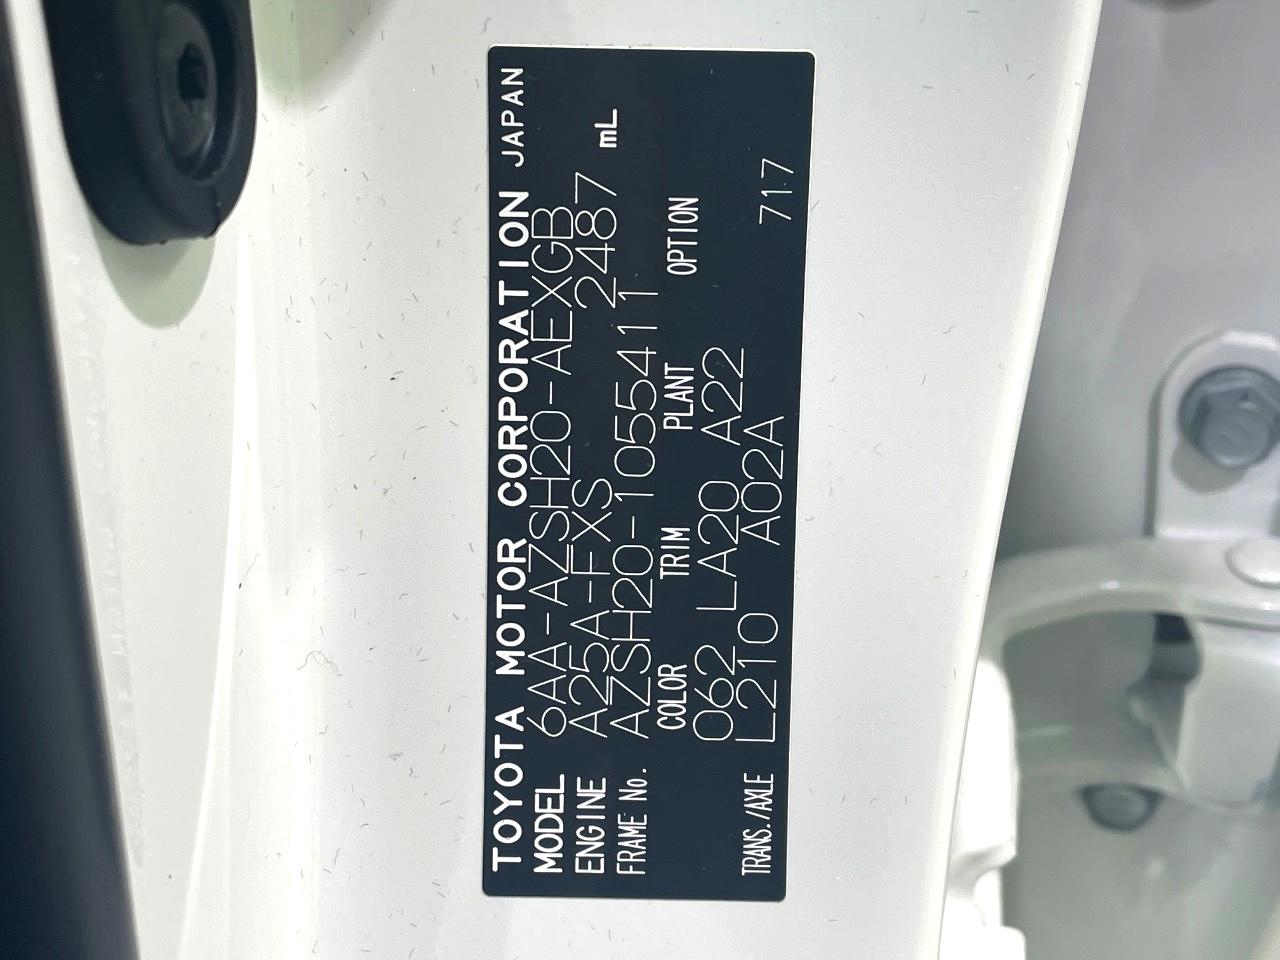 TOYOTA MOTOR CORPORATION JAPAN
MODEL 6AA-AZSH20-AEXGB
ENGINE A25A-FXS 2487 mL
FRAME No. AZSH20-1055411
COLOR TRIM PLANT OPTION
062 LA20 A22
TRANS./AXLE L210 A02A 717